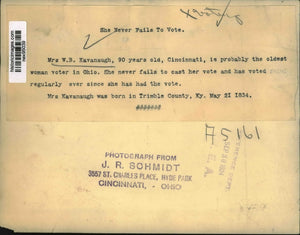 x voting
She Never Fails To Vote.
Mrs W.B. Kavanaugh, 90 years old, Cincinnati, is probably the oldest
woman voter in Ohio. She never fails to cast her vote and has voted
regularly ever since she has had the vote.
Mrs Kavanaugh was born in Trimble County, Ky. May 21 1834.
########
historicimages.com
A5161
PHOTOGRAPH FROM
J. R. SCHMIDT
3557 ST. CHARLES PLACE, HYDE PARK
CINCINNATI, - OHIO